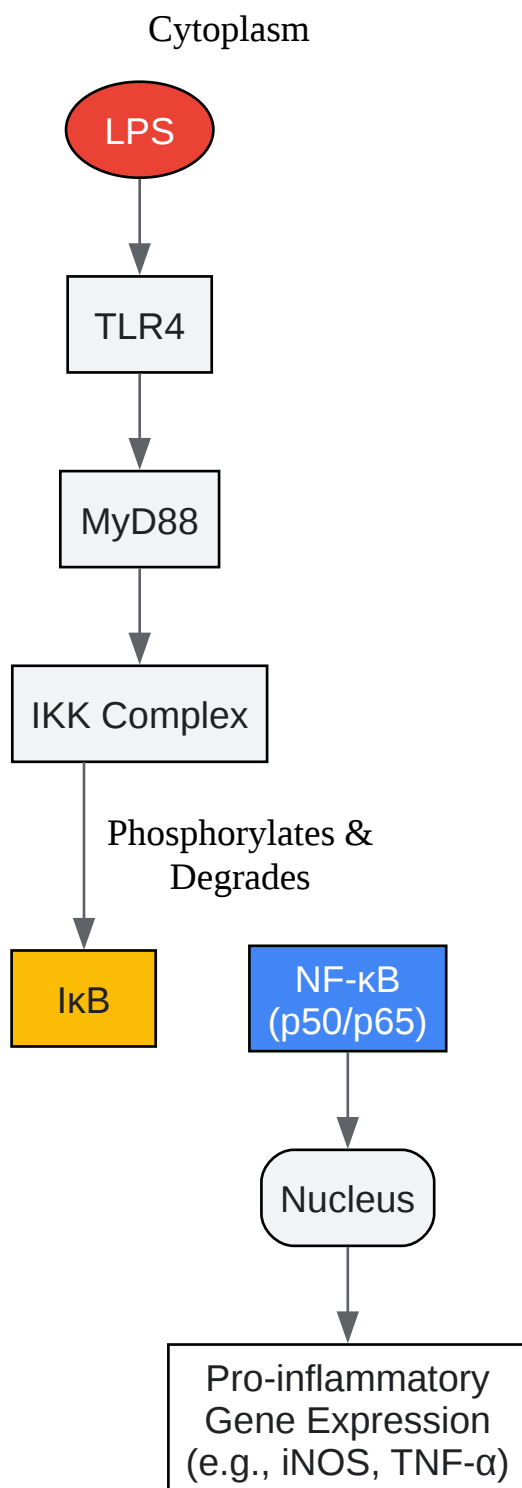 Cytoplasm
LPS
TLR4
MyD88
IKK Complex
Phosphorylates &
Degrades
IκB
NF-κB
(p50/p65)
Nucleus
Pro-inflammatory
Gene Expression
(e.g., iNOS, TNF-α)